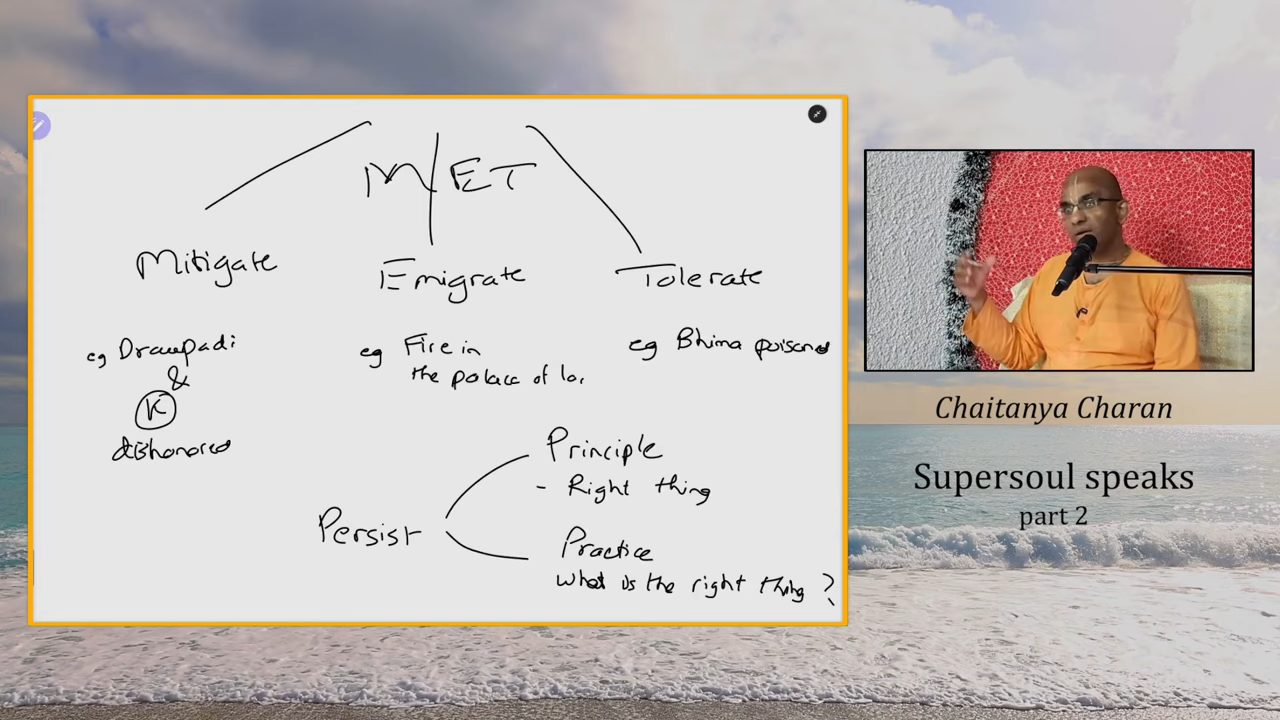 MET
Mitigate
Emigrate
Tolerate
eg Draupadi
&
K
dishonored
eg Fire in
the palace of lac
eg Bhima poisoned
Persist
Principle
- Right thing
Practice
what is the right thing ?
Chaitanya Charan
Supersoul speaks
part 2